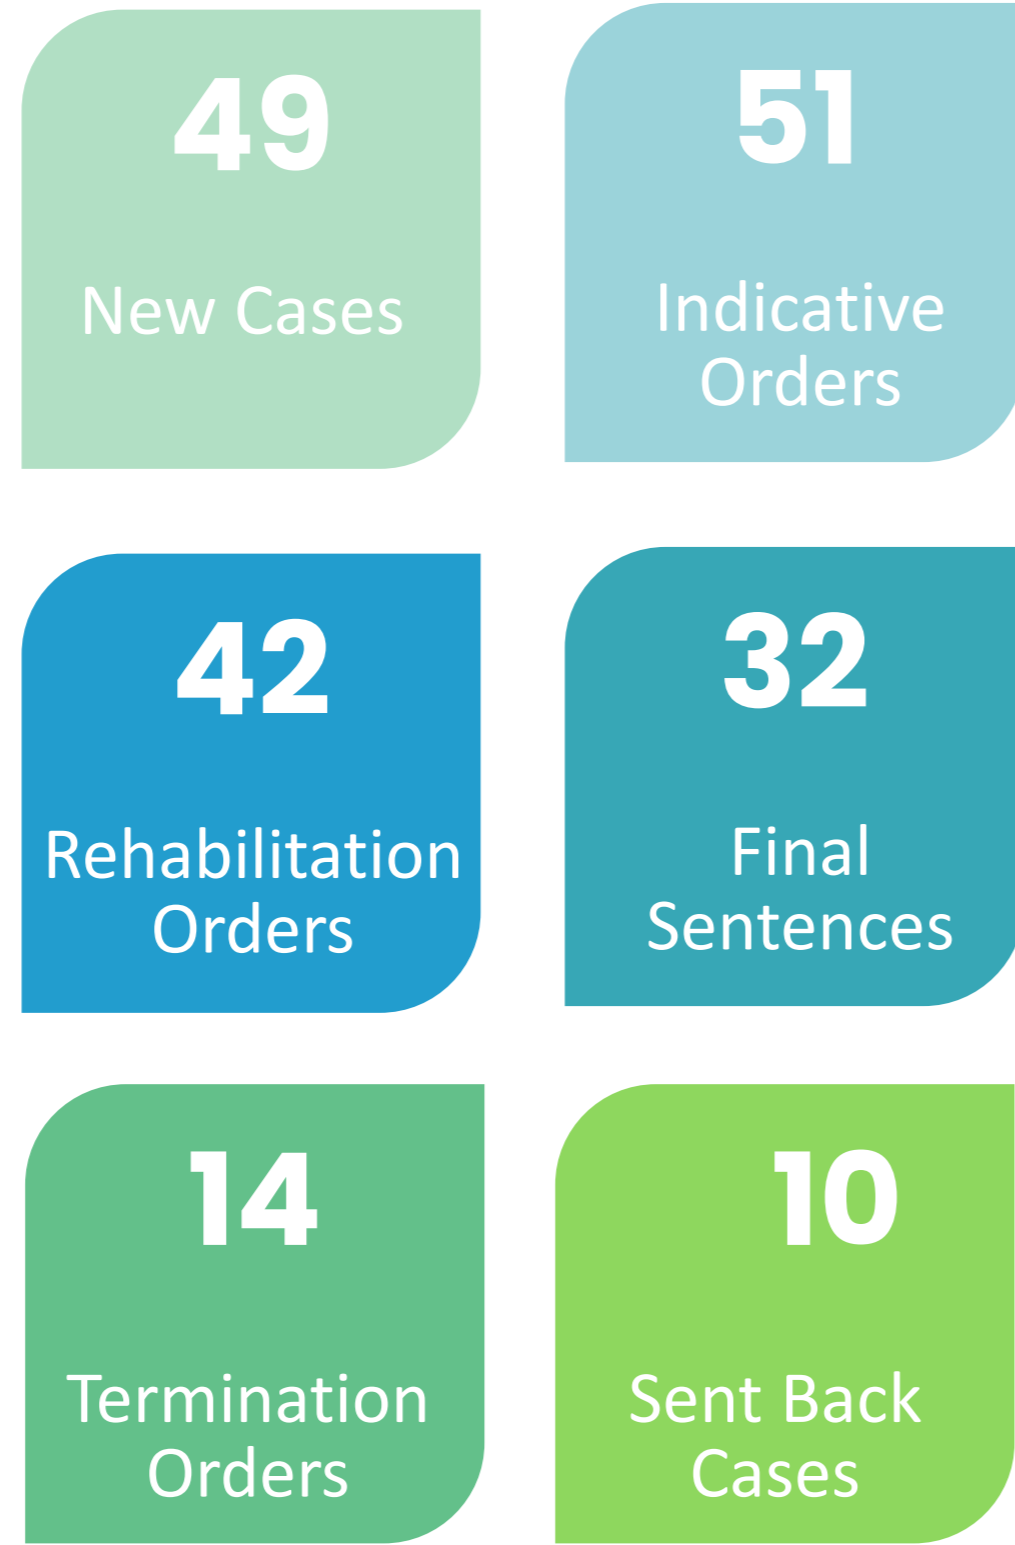 49
New Cases
51
Indicative
Orders
42
Rehabilitation
Orders
32
Final
Sentences
14
Termination
Orders
10
Sent Back
Cases